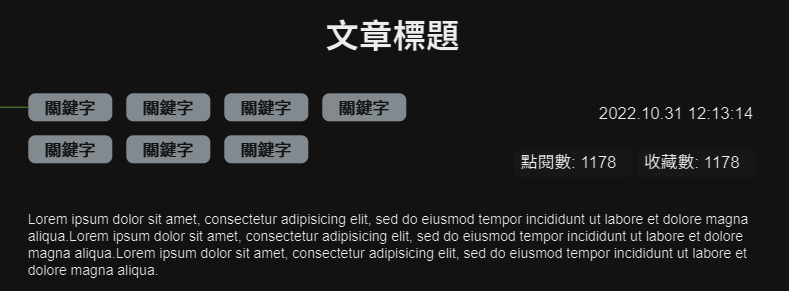 文章標題
關鍵字 關鍵字 關鍵字 關鍵字
2022.10.31 12:13:14
關鍵字 關鍵字 關鍵字
點閱數: 1178 收藏數: 1178
Lorem ipsum dolor sit amet, consectetur adipisicing elit, sed do eiusmod tempor incididunt ut labore et dolore magna
aliqua.Lorem ipsum dolor sit amet, consectetur adipisicing elit, sed do eiusmod tempor incididunt ut labore et dolore
magna aliqua.Lorem ipsum dolor sit amet, consectetur adipisicing elit, sed do eiusmod tempor incididunt ut labore et
dolore magna aliqua.